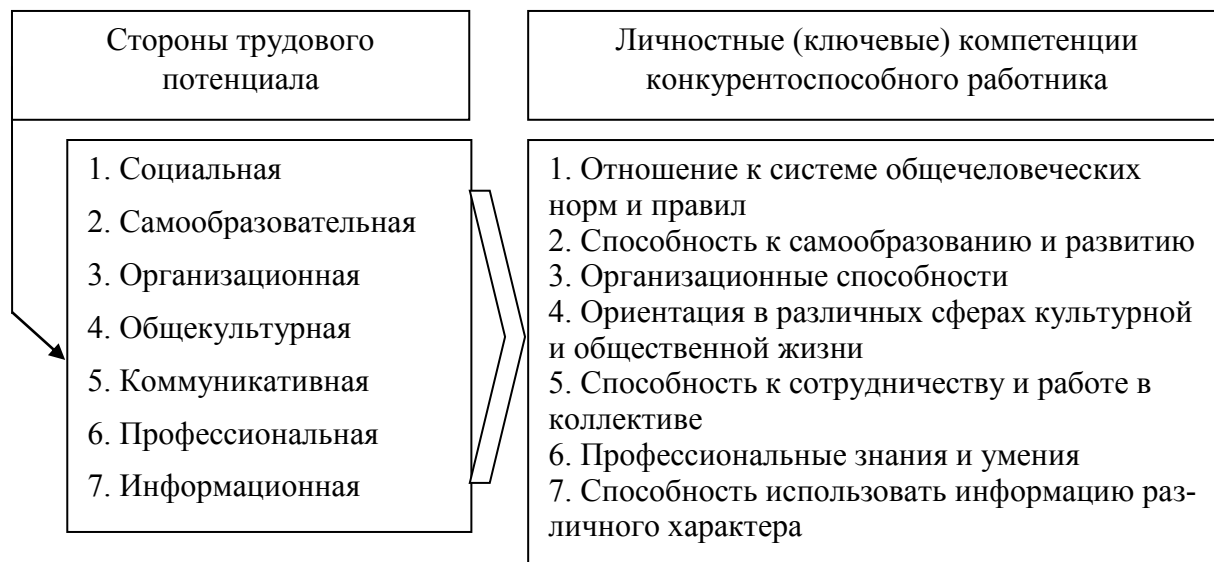 Стороны трудового
потенциала
Личностные (ключевые) компетенции
конкурентоспособного работника
1. Социальная
2. Самообразовательная
3. Организационная
4. Общекультурная
5. Коммуникативная
6. Профессиональная
7. Информационная
1. Отношение к системе общечеловеческих
норм и правил
2. Способность к самообразованию и развитию
3. Организационные способности
4. Ориентация в различных сферах культурной
и общественной жизни
5. Способность к сотрудничеству и работе в
коллективе
6. Профессиональные знания и умения
7. Способность использовать информацию раз-
личного характера